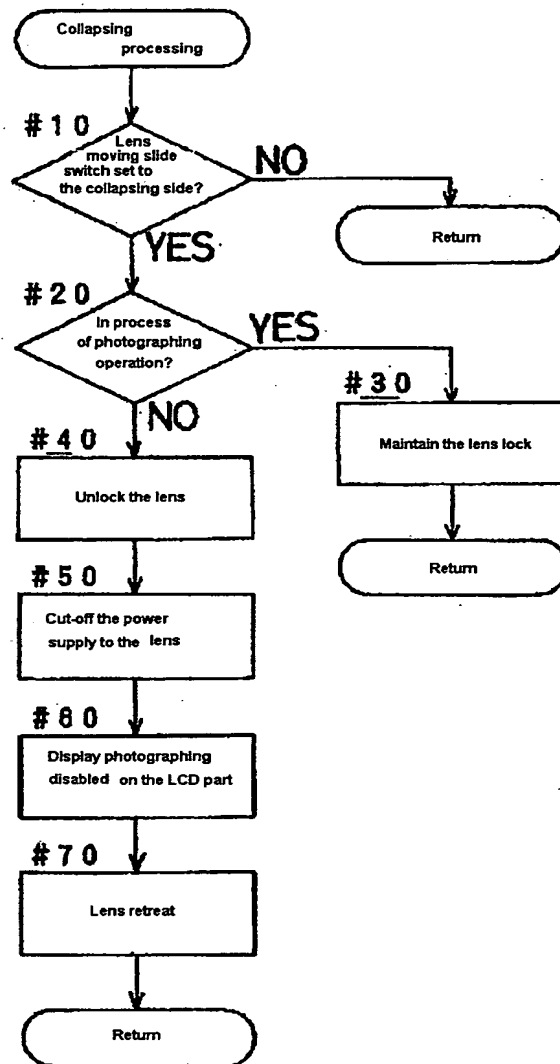 Collapsing
processing
#10
Lens
moving slide
switch set to
the collapsing side?
NO
Return
YES
#20
In process
of photographing
operation?
YES
NO
#30
Maintain the lens lock
Return
#40
Unlock the lens
#50
Cut-off the power
supply to the lens
#60
Display photographing
disabled on the LCD part
#70
Lens retreat
Return